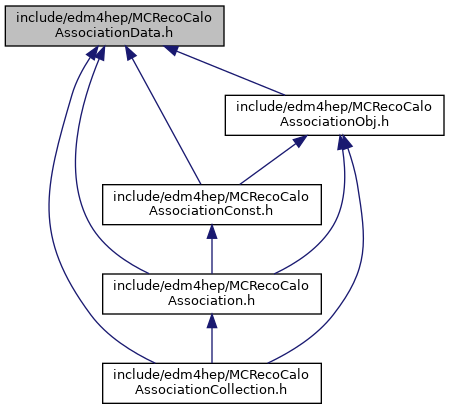 include/edm4hep/MCRecoCalo
AssociationData.h
include/edm4hep/MCRecoCalo
AssociationObj.h
include/edm4hep/MCRecoCalo
AssociationConst.h
include/edm4hep/MCRecoCalo
Association.h
include/edm4hep/MCRecoCalo
AssociationCollection.h